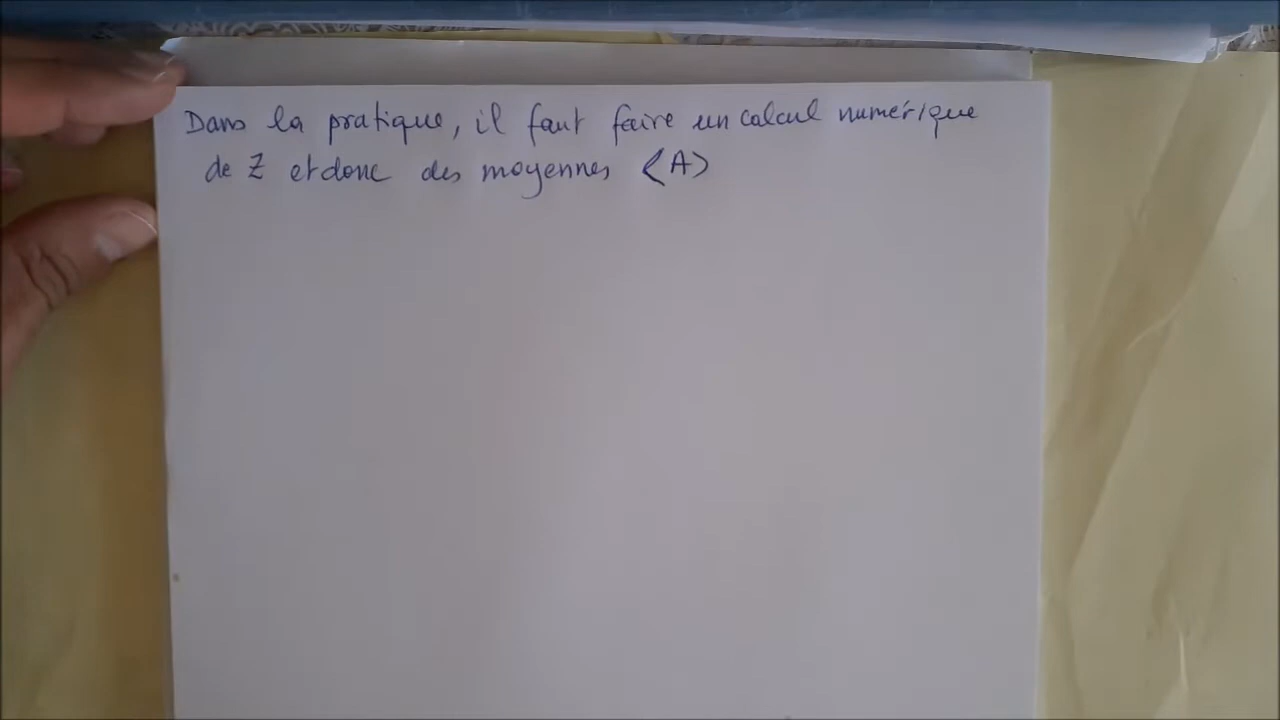 Dans la pratique, il faut faire un calcul numérique
de Z et donc des moyennes <A>